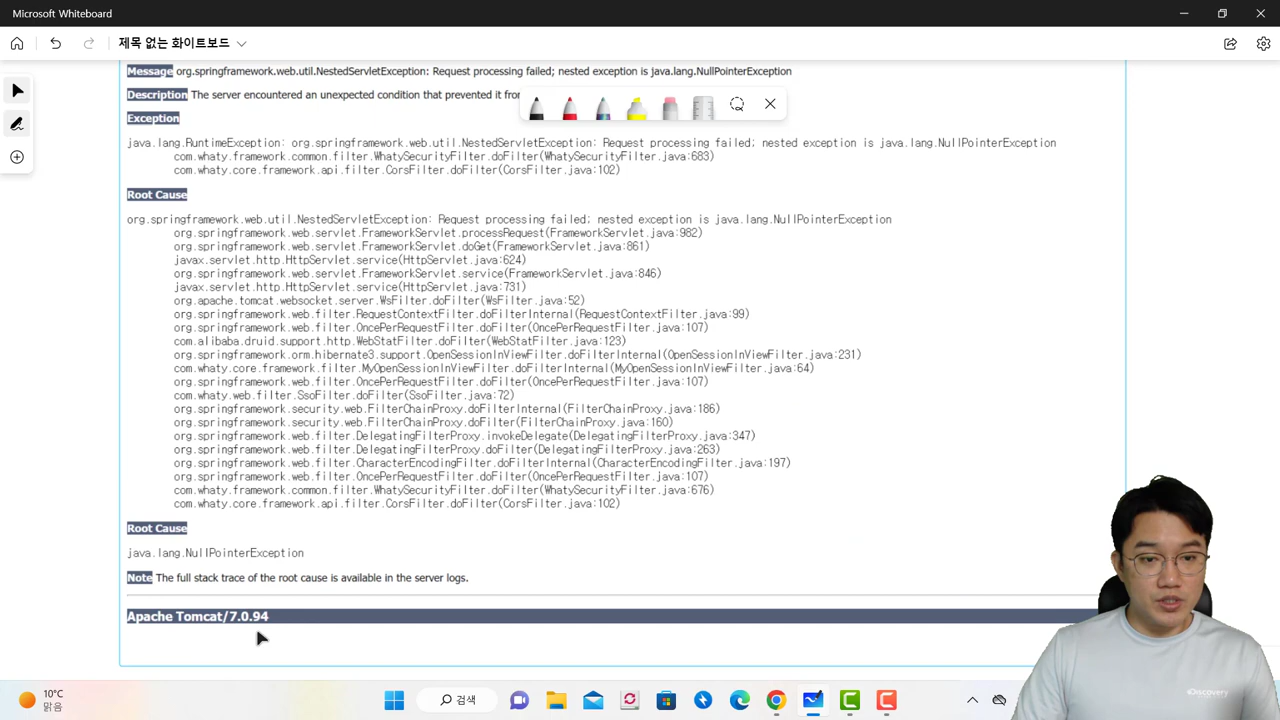 Microsoft Whiteboard
제목 없는 화이트보드
Message org.springframework.web.util.NestedServletException: Request processing failed; nested exception is java.lang.NullPointerException
Description The server encountered an unexpected condition that prevented it fro
Exception
java.lang.RuntimeException: org.springframework.web.util.NestedServletException: Request processing failed; nested exception is java.lang.NullPointerException
com.whaty.framework.common.filter.WhatySecurityFilter.doFilter(WhatySecurityFilter.java:683)
com.whaty.core.framework.api.filter.CorsFilter.doFilter(CorsFilter.java:102)
Root Cause
org.springframework.web.util.NestedServletException: Request processing failed; nested exception is java.lang.NullPointerException
org.springframework.web.servlet.FrameworkServlet.processRequest(FrameworkServlet.java:982)
org.springframework.web.servlet.FrameworkServlet.doGet(FrameworkServlet.java:861)
javax.servlet.http.HttpServlet.service(HttpServlet.java:624)
org.springframework.web.servlet.FrameworkServlet.service(FrameworkServlet.java:846)
javax.servlet.http.HttpServlet.service(HttpServlet.java:731)
org.apache.tomcat.websocket.server.WsFilter.doFilter(WsFilter.java:52)
org.springframework.web.filter.RequestContextFilter.doFilterInternal(RequestContextFilter.java:99)
org.springframework.web.filter.OncePerRequestFilter.doFilter(OncePerRequestFilter.java:107)
com.alibaba.druid.support.http.WebStatFilter.doFilter(WebStatFilter.java:123)
org.springframework.orm.hibernate3.support.OpenSessionInViewFilter.doFilterInternal(OpenSessionInViewFilter.java:231)
com.whaty.core.framework.filter.MyOpenSessionInViewFilter.doFilterInternal(MyOpenSessionInViewFilter.java:64)
org.springframework.web.filter.OncePerRequestFilter.doFilter(OncePerRequestFilter.java:107)
com.whaty.web.filter.SsoFilter.doFilter(SsoFilter.java:72)
org.springframework.security.web.FilterChainProxy.doFilterInternal(FilterChainProxy.java:186)
org.springframework.security.web.FilterChainProxy.doFilter(FilterChainProxy.java:160)
org.springframework.web.filter.DelegatingFilterProxy.invokeDelegate(DelegatingFilterProxy.java:347)
org.springframework.web.filter.DelegatingFilterProxy.doFilter(DelegatingFilterProxy.java:263)
org.springframework.web.filter.CharacterEncodingFilter.doFilterInternal(CharacterEncodingFilter.java:197)
org.springframework.web.filter.OncePerRequestFilter.doFilter(OncePerRequestFilter.java:107)
com.whaty.framework.common.filter.WhatySecurityFilter.doFilter(WhatySecurityFilter.java:676)
com.whaty.core.framework.api.filter.CorsFilter.doFilter(CorsFilter.java:102)
Root Cause
java.lang.NullPointerException
Note The full stack trace of the root cause is available in the server logs.
Apache Tomcat/7.0.94
Discovery
10°C
맑음
검색